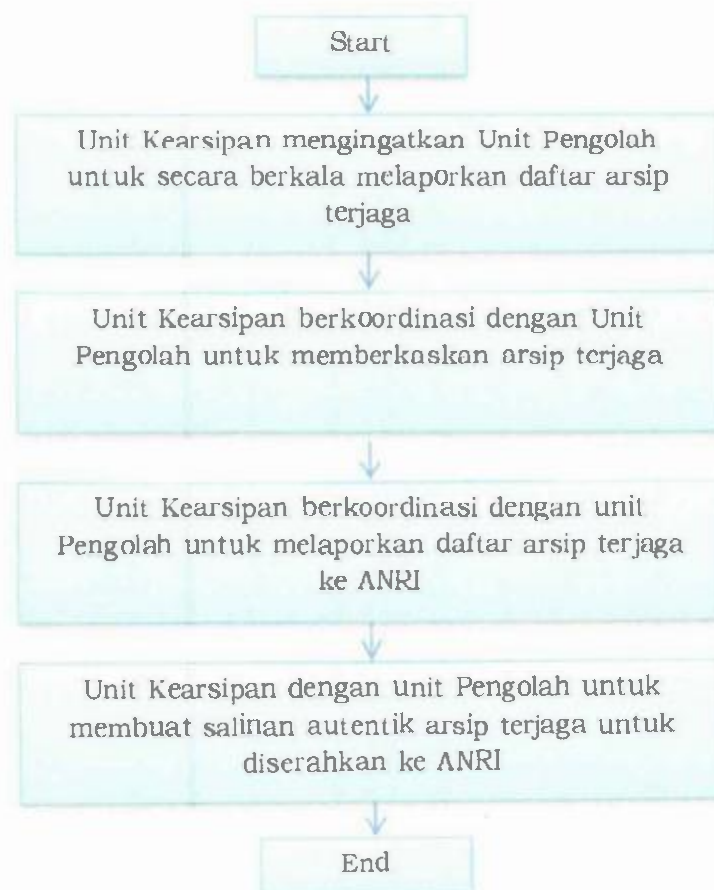 Start
Unit Kearsipan mengingatkan Unit Pengolah
untuk secara berkala melaporkan daftar arsip
terjaga
Unit Kearsipan berkoordinasi dengan Unit
Pengolah untuk memberkaskan arsip terjaga
Unit Kearsipan berkoordinasi dengan unit
Pengolah untuk melaporkan daftar arsip terjaga
ke ANRI
Unit Kearsipan dengan unit Pengolah untuk
membuat salinan autentik arsip terjaga untuk
diserahkan ke ANRI
End